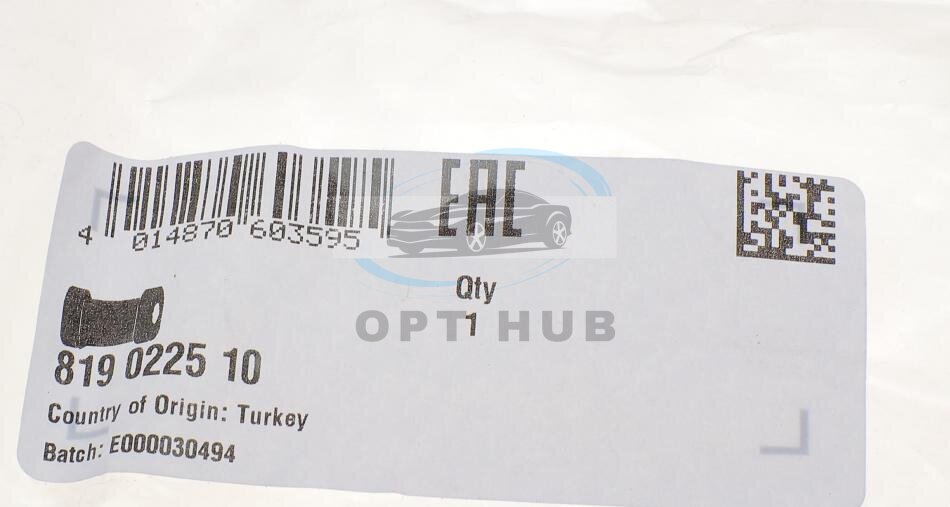 EAC
4 014870 603595
Qty
1
OPT HUB
819 0225 10
Country of Origin: Turkey
Batch: E000030494